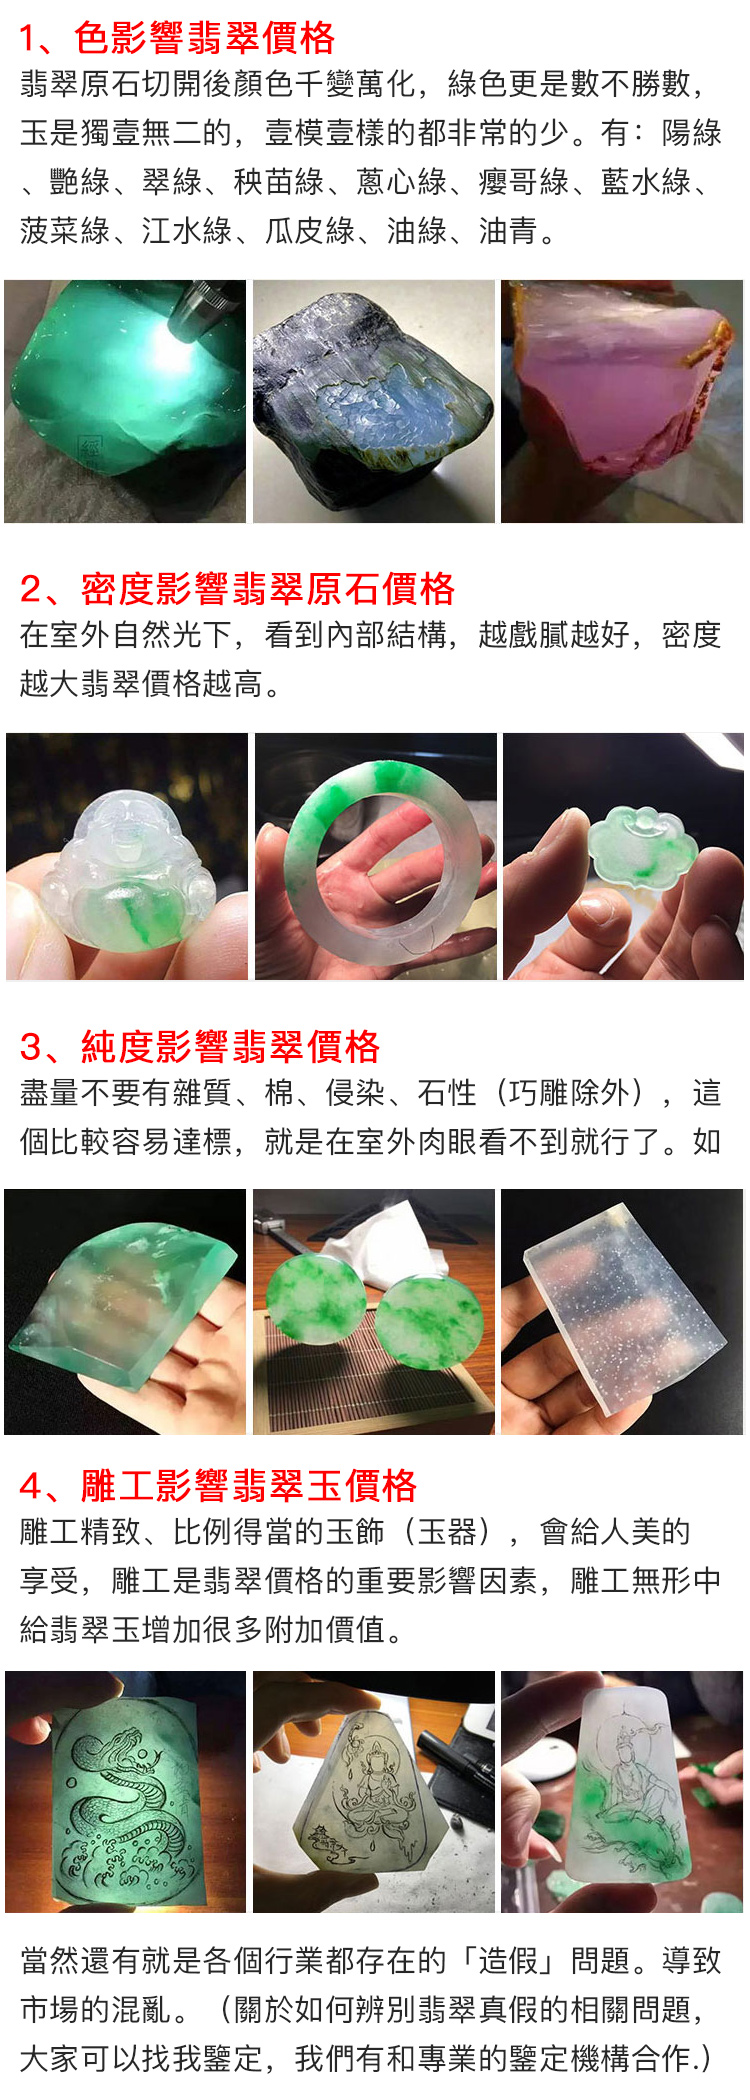 1、色影響翡翠價格
翡翠原石切開後顏色千變萬化，綠色更是數不勝數，
玉是獨壹無二的，壹模壹樣的都非常的少。有：陽綠
、艷綠、翠綠、秧苗綠、蔥心綠、癭哥綠、藍水綠、
菠菜綠、江水綠、瓜皮綠、油綠、油青。
2、密度影響翡翠原石價格
在室外自然光下，看到內部結構，越戲膩越好，密度
越大翡翠價格越高。
3、純度影響翡翠價格
盡量不要有雜質、棉、侵染、石性（巧雕除外），這
個比較容易達標，就是在室外肉眼看不到就行了。如
4、雕工影響翡翠玉價格
雕工精致、比例得當的玉飾（玉器），會給人美的
享受，雕工是翡翠價格的重要影響因素，雕工無形中
給翡翠玉增加很多附加價值。
當然還有就是各個行業都存在的「造假」問題。導致
市場的混亂。（關於如何辨別翡翠真假的相關問題，
大家可以找我鑒定，我們有和專業的鑒定機構合作.）